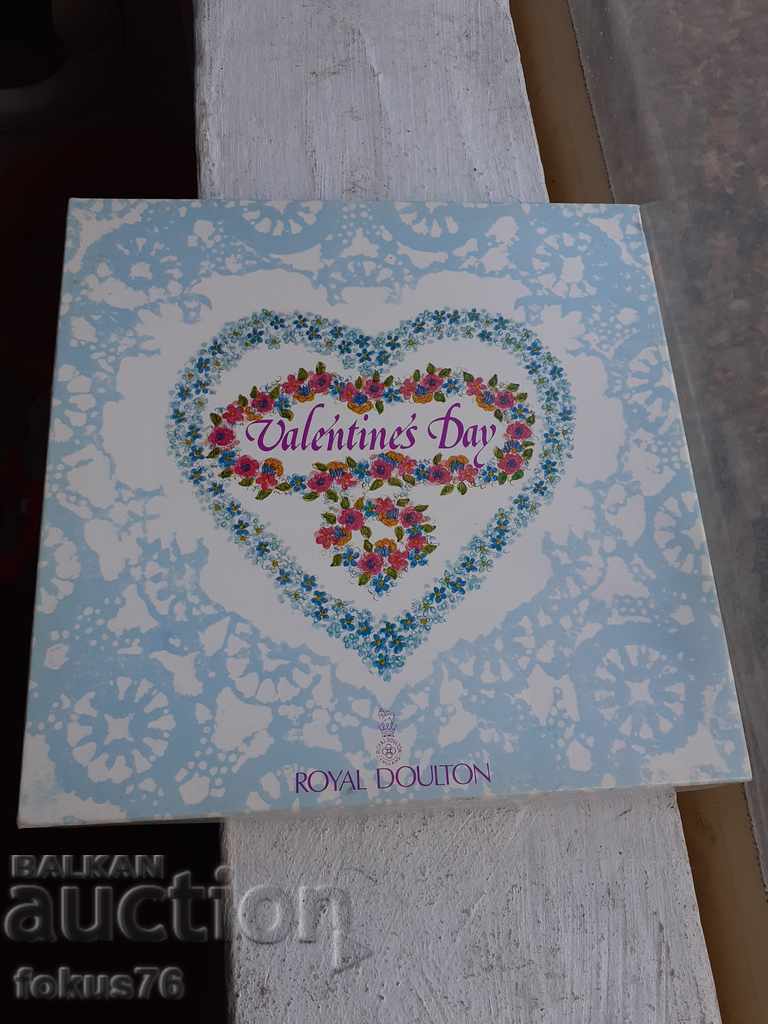 Valentine's Day
ROYAL DOULTON
BALKAN
auction
fokus76